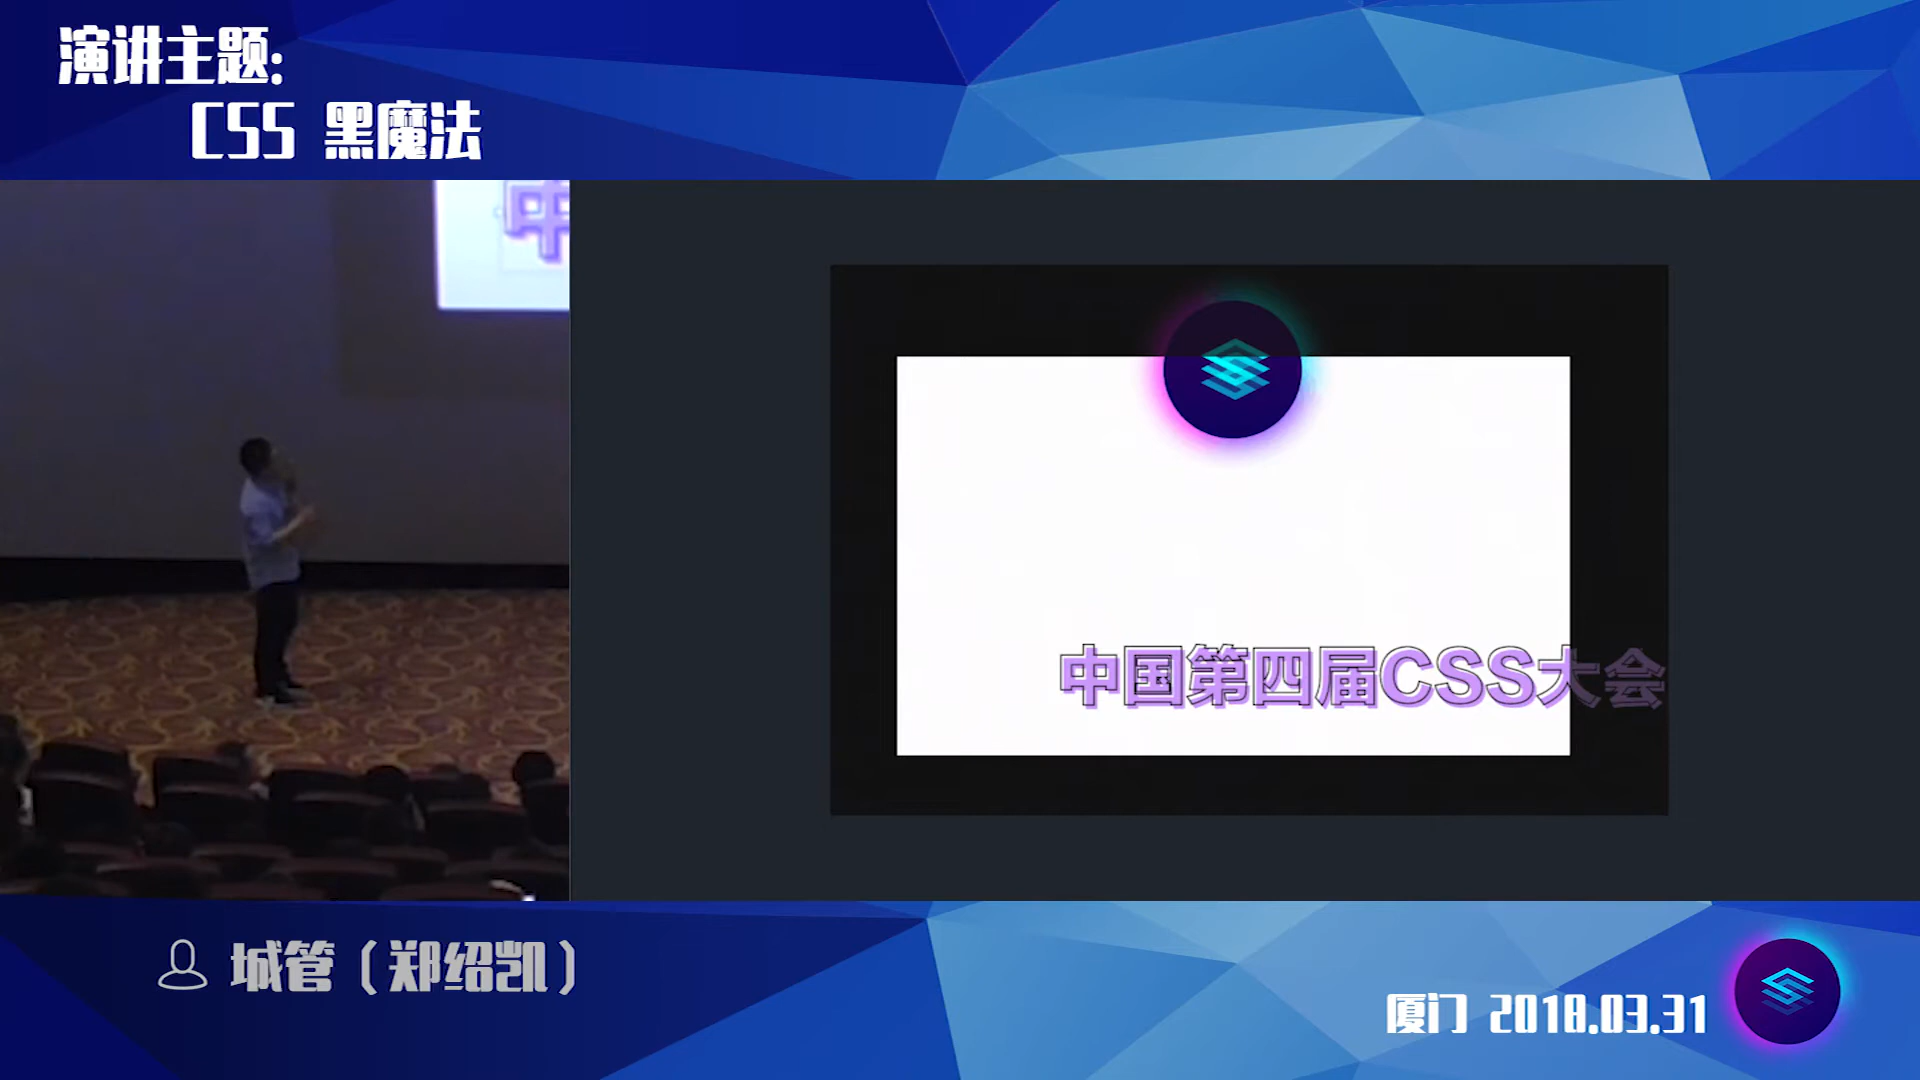 演讲主题:
CSS 黑魔法
中
中国第四届CSS大会
城管（郑绍凯）
厦门 2018.03.31